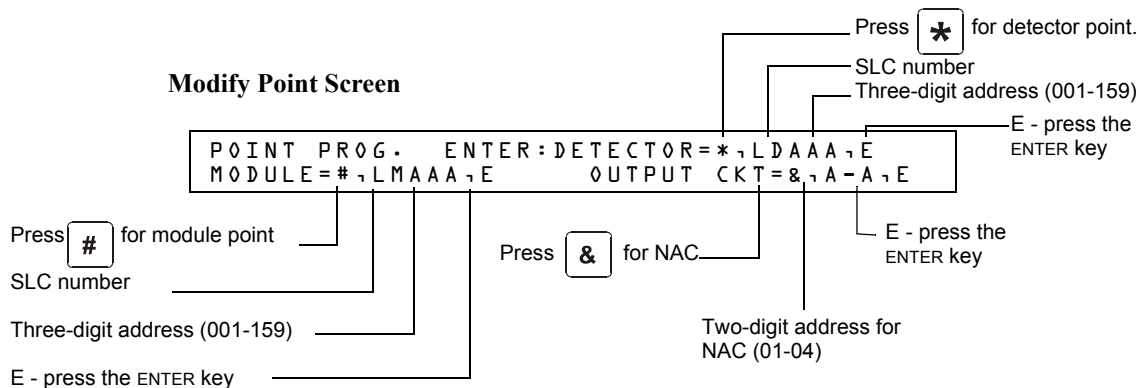 Press * for detector point.
SLC number
Modify Point Screen
Three-digit address (001-159)
E - press the
ENTER key
POINT PROG. ENTER:DETECTOR=*,LDAAA,E
MODULE=#,LMAAA,E OUTPUT CKT=&,A-A,E
Press # for module point
SLC number
Three-digit address (001-159)
E - press the ENTER key
Press & for NAC
E - press the
ENTER key
Two-digit address for
NAC (01-04)